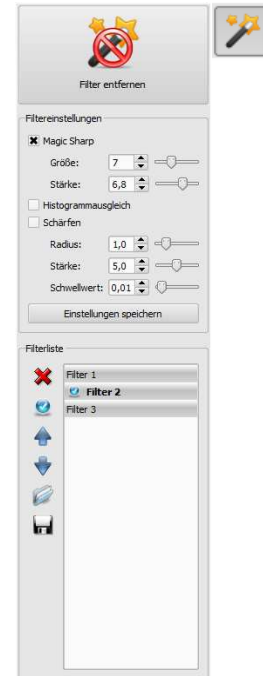 Filter entfernen
Filtereinstellungen
Magic Sharp
Größe: 7
Stärke: 6,8
Histogrammausgleich
Schärfen
Radius: 1,0
Stärke: 5,0
Schwellwert: 0,01
Einstellungen speichern
Filterliste
Filter 1
Filter 2
Filter 3